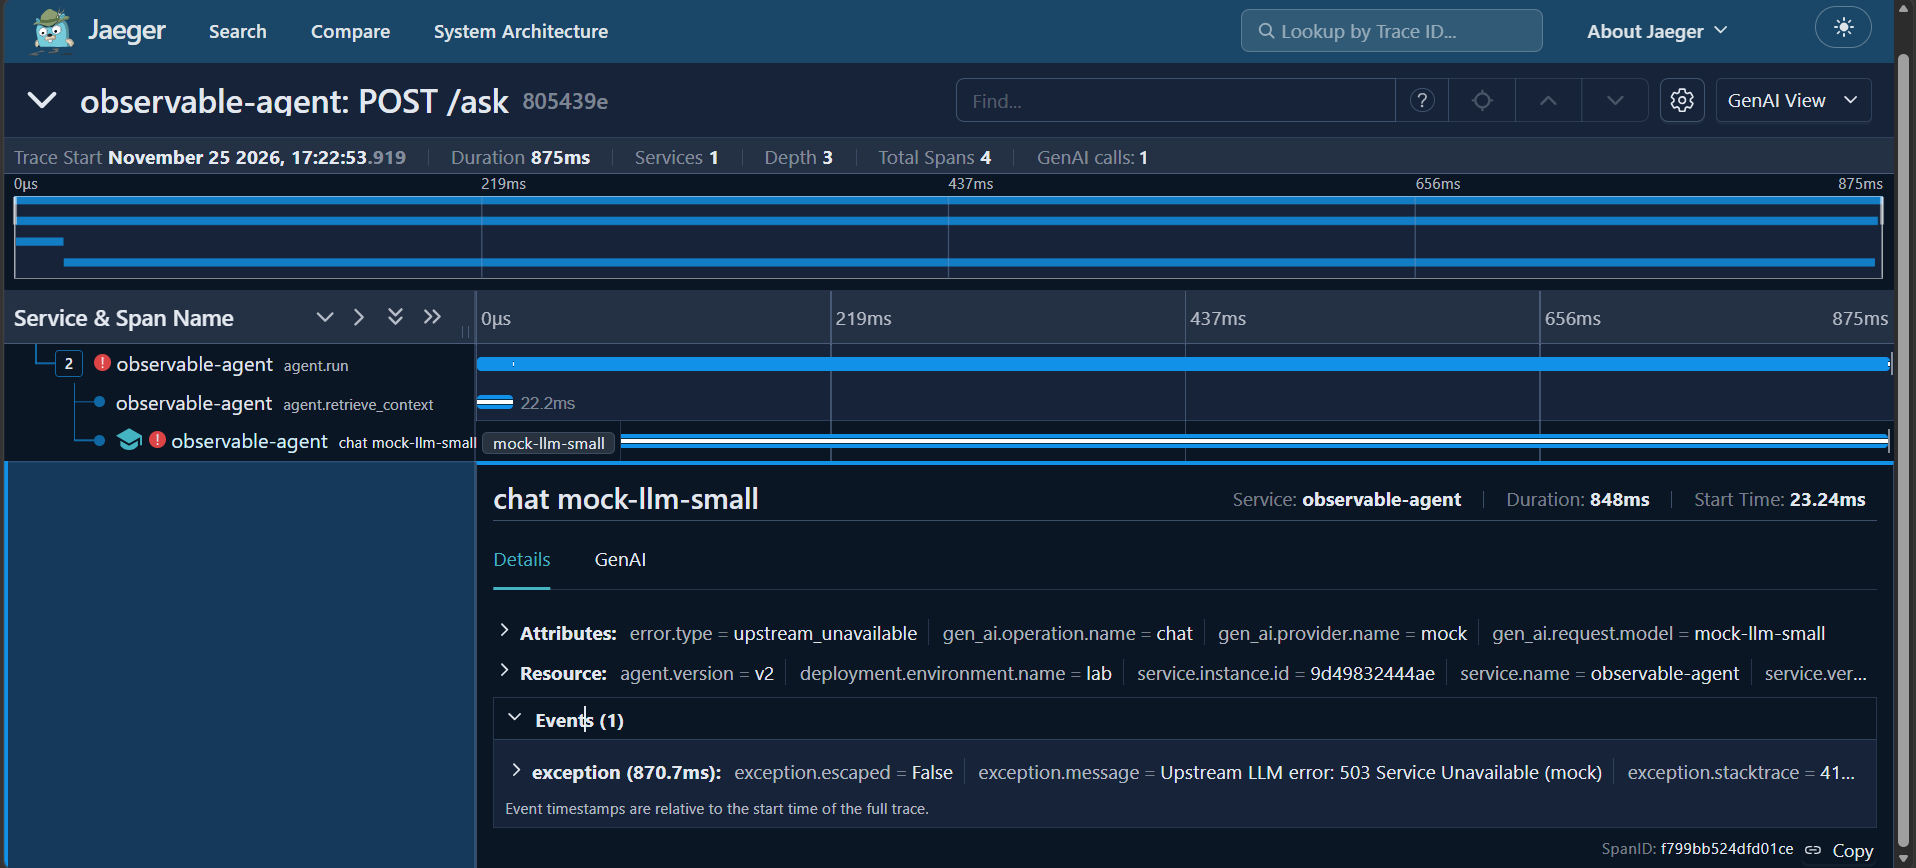 Jaeger Search Compare System Architecture Lookup by Trace ID... About Jaeger
observable-agent: POST /ask 805439e Find... ? GenAI View
Trace Start November 25 2026, 17:22:53.919 Duration 875ms Services 1 Depth 3 Total Spans 4 GenAI calls: 1
0μs 219ms 437ms 656ms 875ms
Service & Span Name 0μs 219ms 437ms 656ms 875ms
2 ! observable-agent agent.run
observable-agent agent.retrieve_context 22.2ms
! observable-agent chat mock-llm-small mock-llm-small
chat mock-llm-small Service: observable-agent Duration: 848ms Start Time: 23.24ms
Details GenAI
Attributes: error.type = upstream_unavailable gen_ai.operation.name = chat gen_ai.provider.name = mock gen_ai.request.model = mock-llm-small
Resource: agent.version = v2 deployment.environment.name = lab service.instance.id = 9d49832444ae service.name = observable-agent service.ver...
Events (1)
exception (870.7ms): exception.escaped = False exception.message = Upstream LLM error: 503 Service Unavailable (mock) exception.stacktrace = 41...
Event timestamps are relative to the start time of the full trace.
SpanID: f799bb524dfd01ce Copy